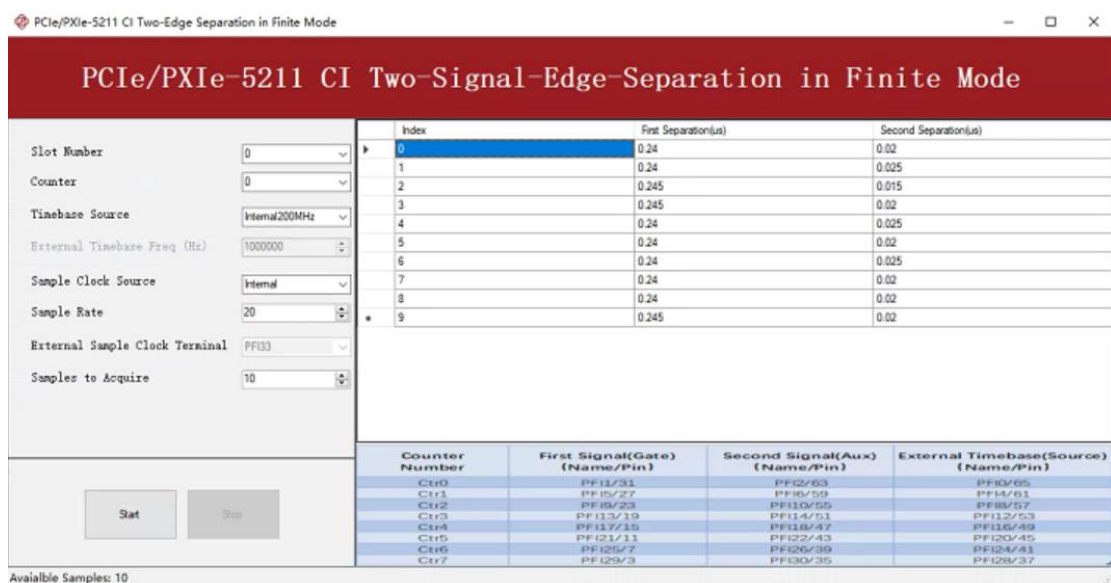 PCIe/PXIe-5211 CI Two-Edge Separation in Finite Mode
PCIe/PXIe-5211 CI Two-Signal-Edge-Separation in Finite Mode
Slot Number 0
Counter 0
Timebase Source Internal200MHz
External Timebase Freq (Hz) 1000000
Sample Clock Source Internal
Sample Rate 20
External Sample Clock Terminal PFI33
Samples to Acquire 10
Start Stop
Index First Separation(us) Second Separation(us)
0 0.24 0.02
1 0.24 0.025
2 0.245 0.015
3 0.245 0.02
4 0.24 0.025
5 0.24 0.02
6 0.24 0.025
7 0.24 0.02
8 0.24 0.02
9 0.245 0.02
Counter Number First Signal(Gate) (Name/Pin) Second Signal(Aux) (Name/Pin) External Timebase(Source) (Name/Pin)
Ctr0 PFI1/31 PFI2/63 PFI0/65
Ctr1 PFI5/27 PFI6/59 PFI4/61
Ctr2 PFI9/23 PFI10/55 PFI8/57
Ctr3 PFI13/19 PFI14/51 PFI12/53
Ctr4 PFI17/15 PFI18/47 PFI16/49
Ctr5 PFI21/11 PFI22/43 PFI20/45
Ctr6 PFI25/7 PFI26/39 PFI24/41
Ctr7 PFI29/3 PFI30/35 PFI28/37
Avaialble Samples: 10